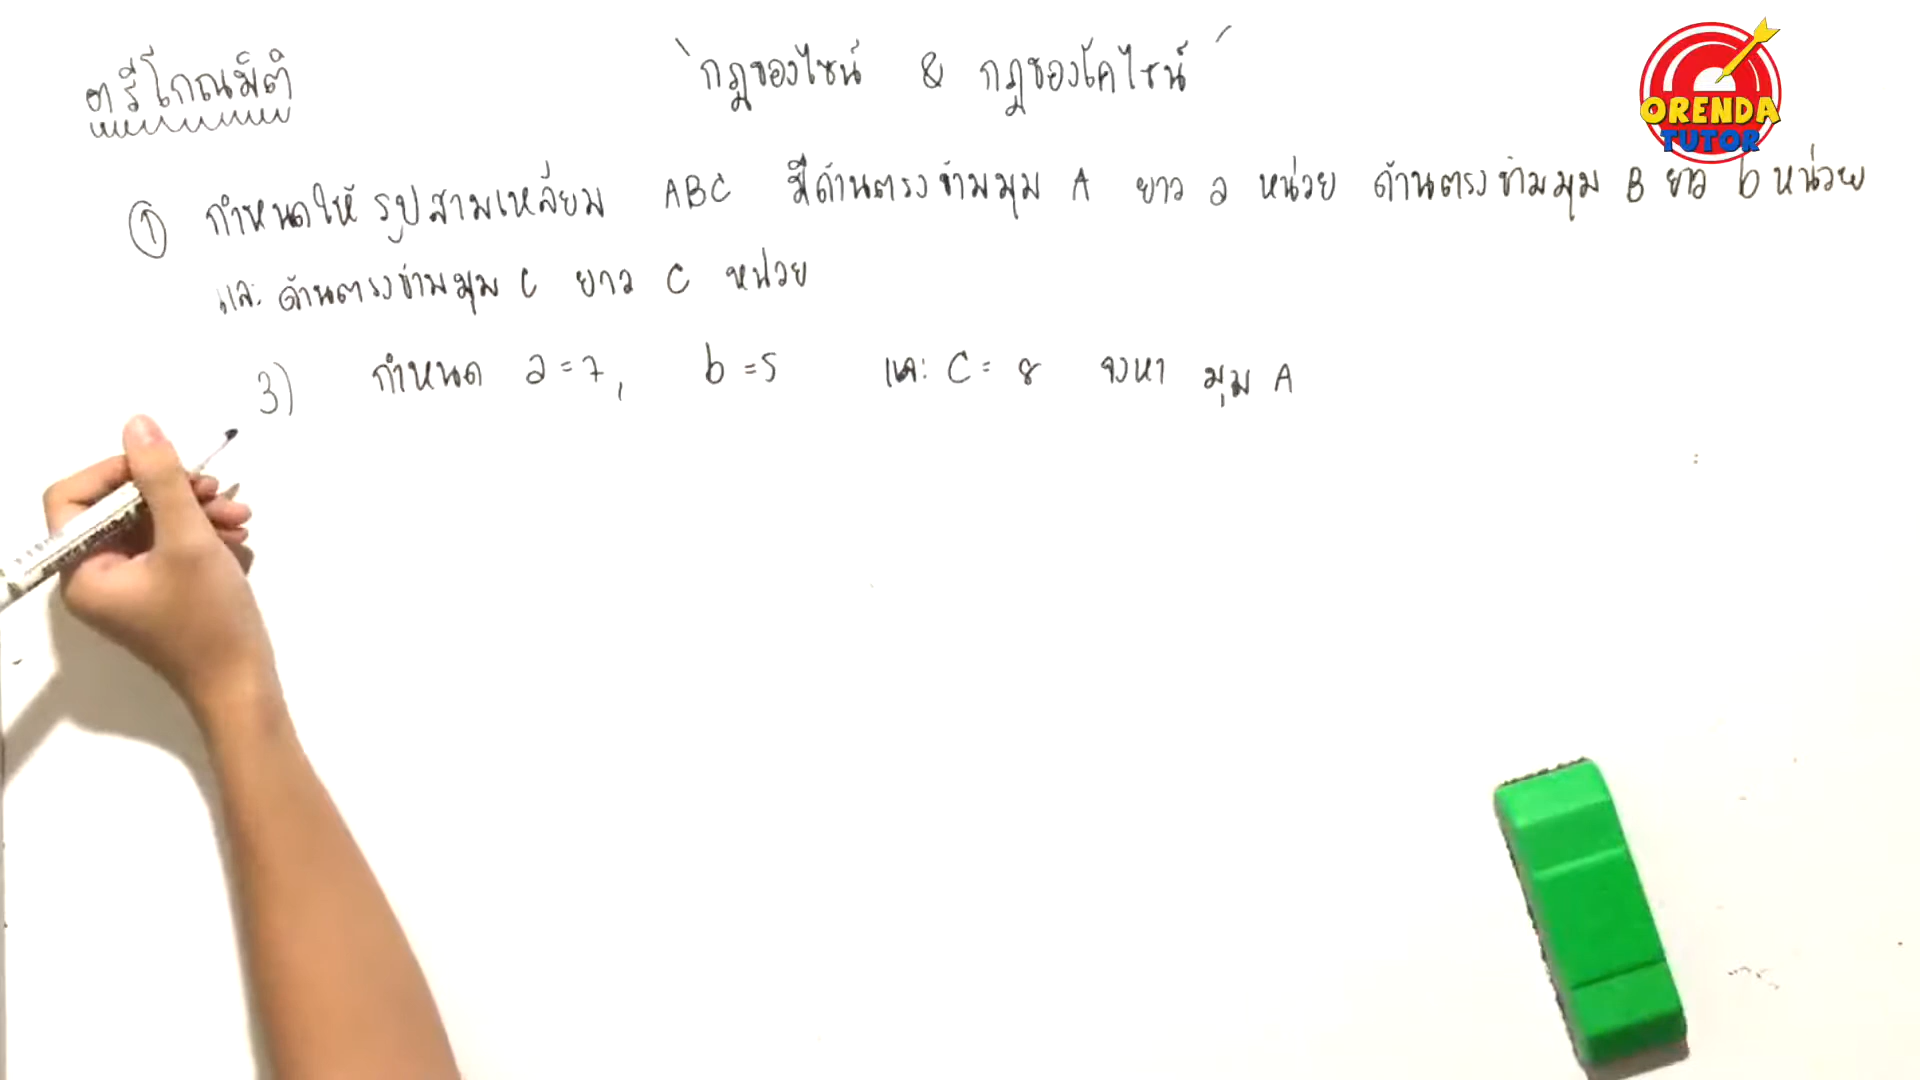 ตรีโกณมิติ
"กฎของไซน์ & กฎของโคไซน์"
ORENDA
TUTOR
① กำหนดให้ รูปสามเหลี่ยม ABC มีด้านตรงข้ามมุม A ยาว a หน่วย ด้านตรงข้ามมุม B ยาว b หน่วย
และ ด้านตรงข้ามมุม C ยาว c หน่วย
3) กำหนด a = 7, b = 5 และ c = 8 จงหา มุม A